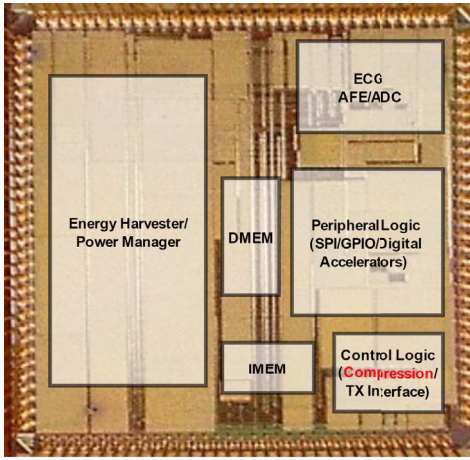 ECG
AFE/ADC
Energy Harvester/
Power Manager
DMEM
Peripheral Logic
(SPI/GPIO/Digital
Accelerators)
IMEM
Control Logic
(Compression/
TX Interface)